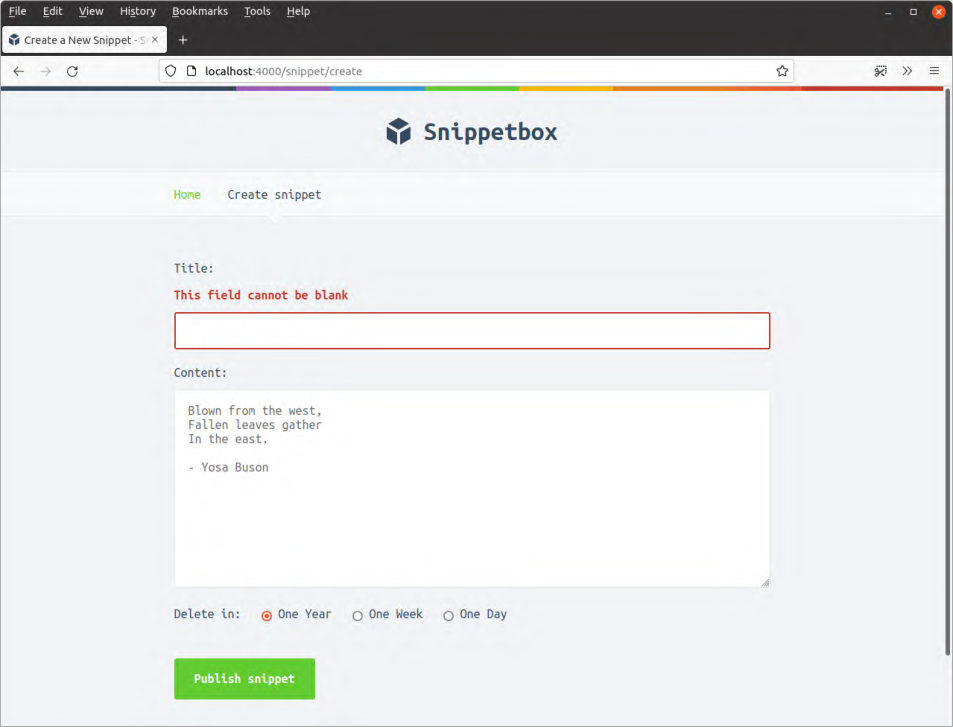 File Edit View History Bookmarks Tools Help
Create a New Snippet - S
localhost:4000/snippet/create
Snippetbox
Home Create snippet
Title:
This field cannot be blank
Content:
Blown from the west,
Fallen leaves gather
In the east.
- Yosa Buson
Delete in: One Year One Week One Day
Publish snippet